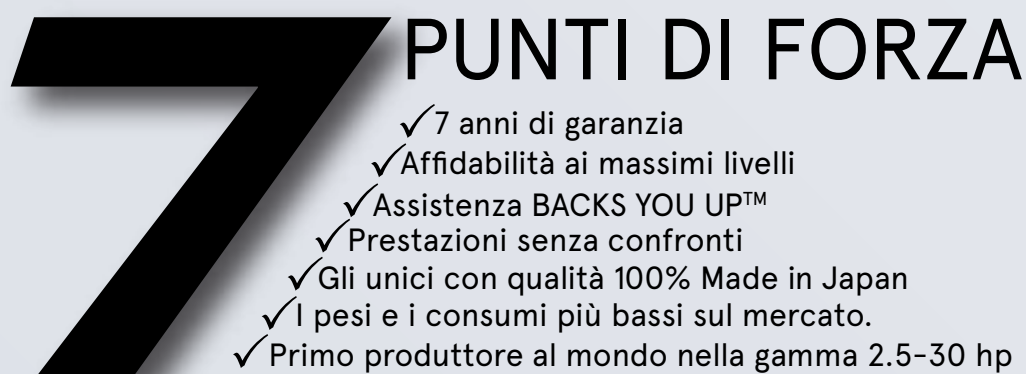 7 PUNTI DI FORZA
✓7 anni di garanzia
✓Affidabilità ai massimi livelli
✓Assistenza BACKS YOU UP™
✓Prestazioni senza confronti
✓Gli unici con qualità 100% Made in Japan
✓I pesi e i consumi più bassi sul mercato.
✓Primo produttore al mondo nella gamma 2.5-30 hp